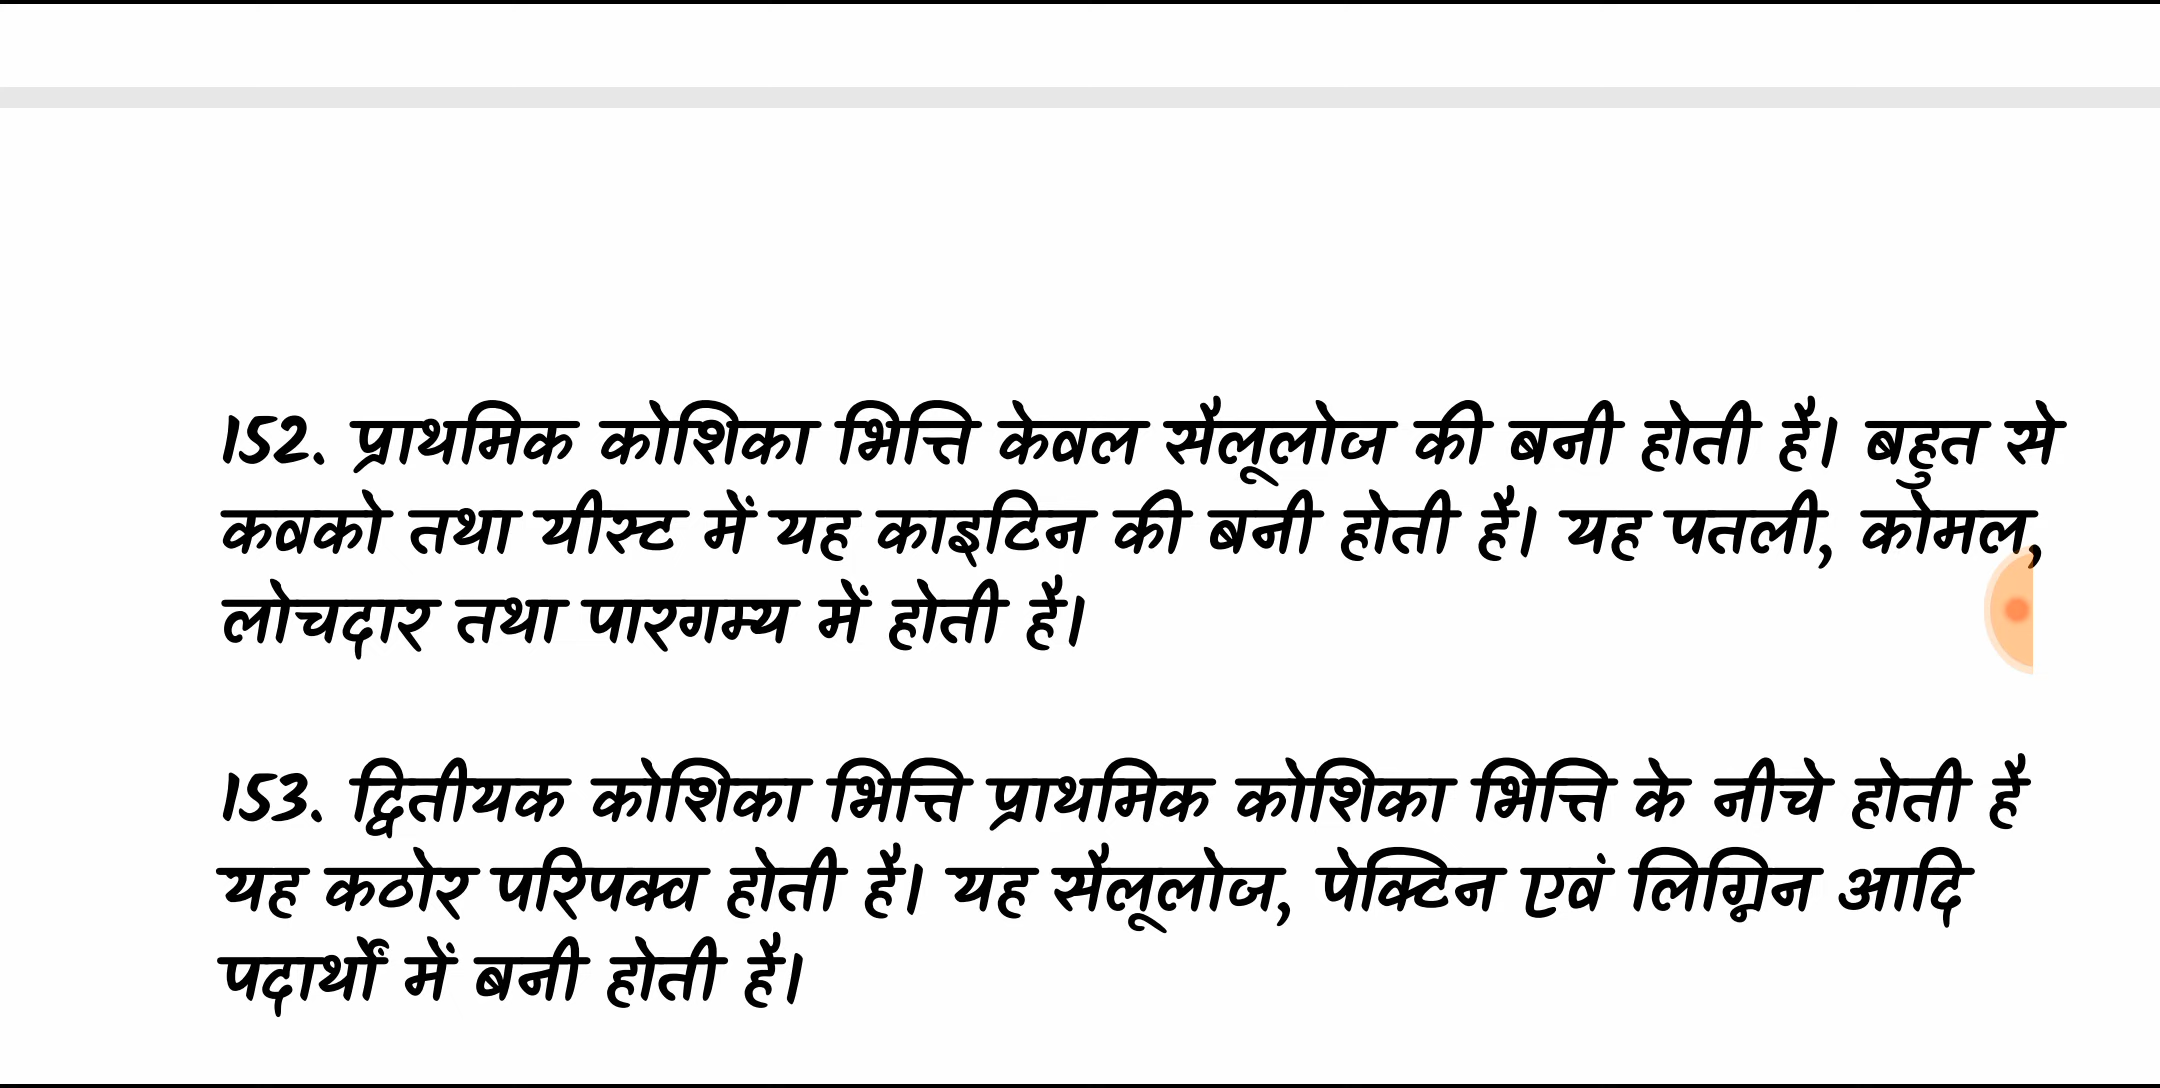 152. प्राथमिक कोशिका भित्ति केवल सैलूलोज की बनी होती है। बहुत से
कवको तथा यीस्ट में यह काइटिन की बनी होती है। यह पतली, कोमल,
लोचदार तथा पारगम्य में होती है।
153. द्वितीयक कोशिका भित्ति प्राथमिक कोशिका भित्ति के नीचे होती है
यह कठोर परिपक्व होती है। यह सैलूलोज, पेक्टिन एवं लिग्निन आदि
पदार्थों में बनी होती है।